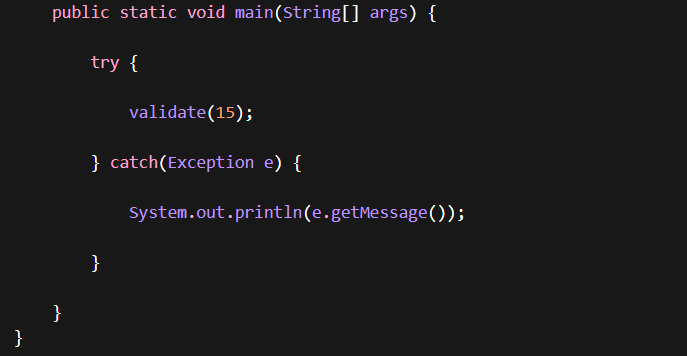 public static void main(String[] args) {
try {
validate(15);
} catch(Exception e) {
System.out.println(e.getMessage());
}
}
}